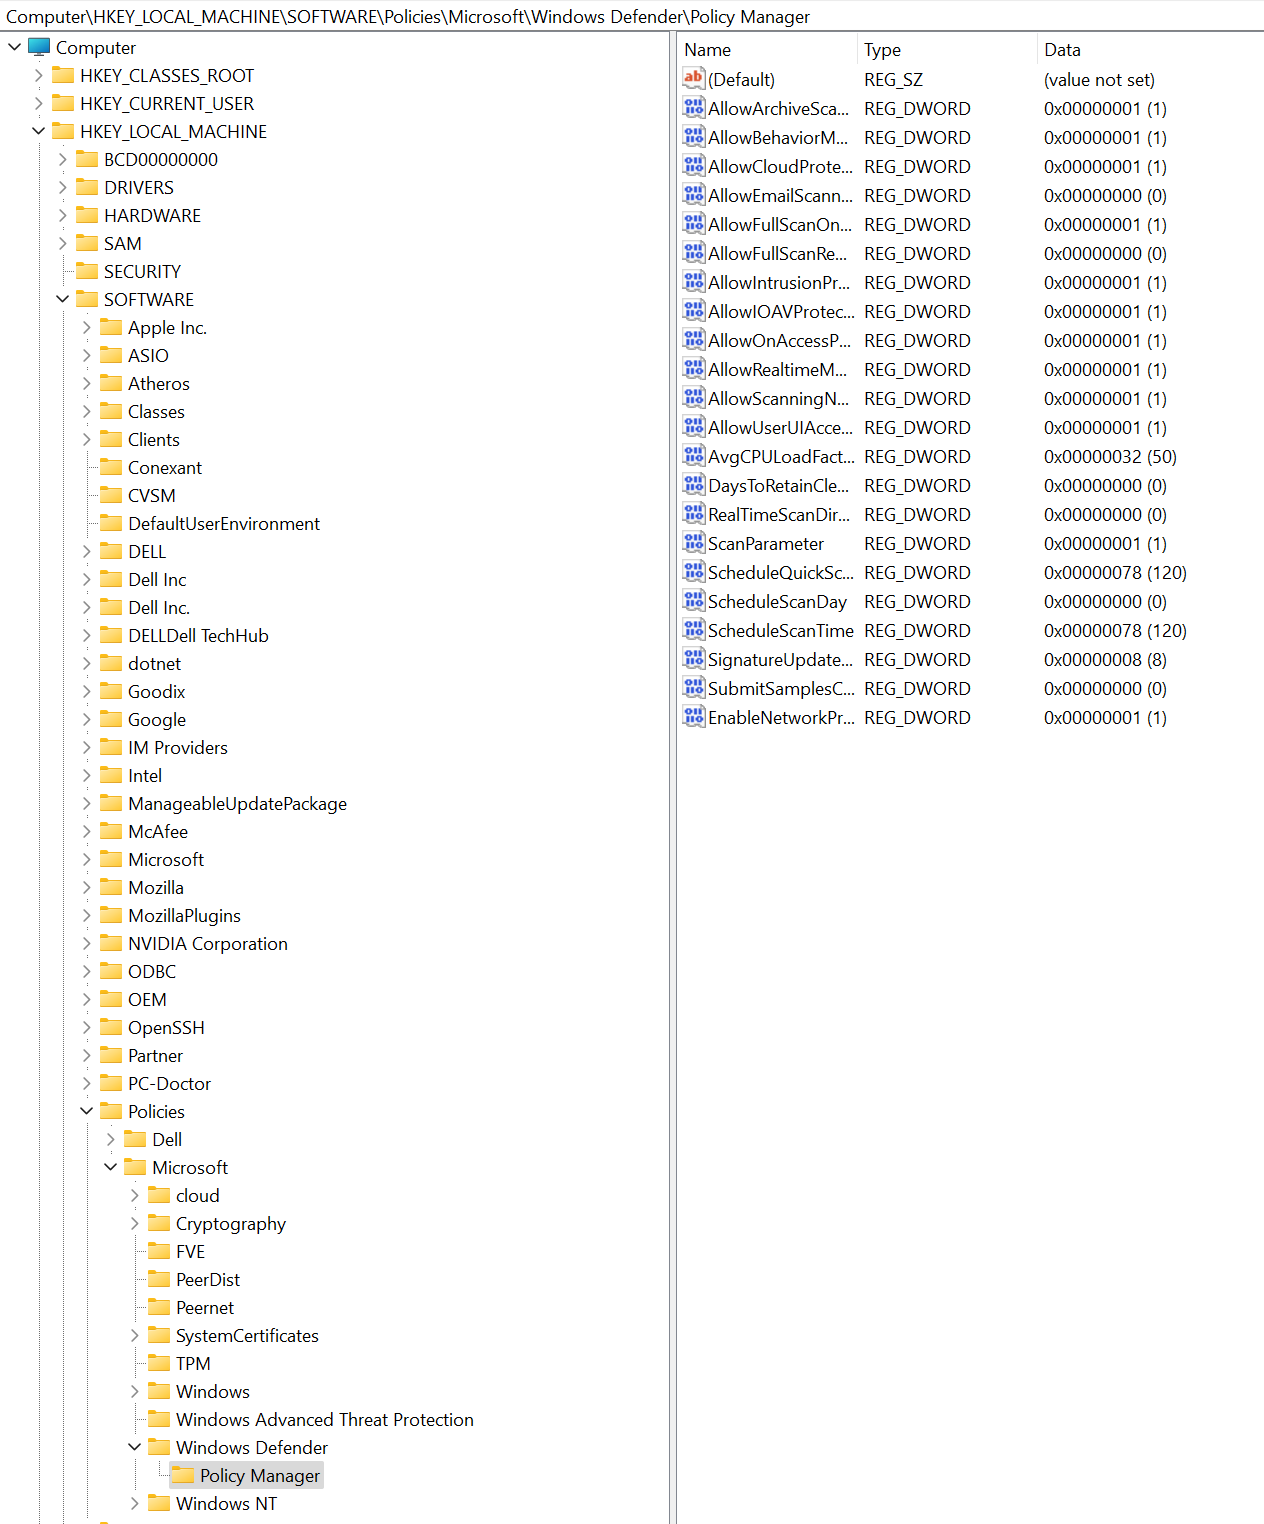 Computer\HKEY_LOCAL_MACHINE\SOFTWARE\Policies\Microsoft\Windows Defender\Policy Manager
Computer
HKEY_CLASSES_ROOT
HKEY_CURRENT_USER
HKEY_LOCAL_MACHINE
BCD00000000
DRIVERS
HARDWARE
SAM
SECURITY
SOFTWARE
Apple Inc.
ASIO
Atheros
Classes
Clients
Conexant
CVSM
DefaultUserEnvironment
DELL
Dell Inc
Dell Inc.
DELLDell TechHub
dotnet
Goodix
Google
IM Providers
Intel
ManageableUpdatePackage
McAfee
Microsoft
Mozilla
MozillaPlugins
NVIDIA Corporation
ODBC
OEM
OpenSSH
Partner
PC-Doctor
Policies
Dell
Microsoft
cloud
Cryptography
FVE
PeerDist
Peernet
SystemCertificates
TPM
Windows
Windows Advanced Threat Protection
Windows Defender
Policy Manager
Windows NT
Name Type Data
(Default) REG_SZ (value not set)
AllowArchiveSca... REG_DWORD 0x00000001 (1)
AllowBehaviorM... REG_DWORD 0x00000001 (1)
AllowCloudProte... REG_DWORD 0x00000001 (1)
AllowEmailScann... REG_DWORD 0x00000000 (0)
AllowFullScanOn... REG_DWORD 0x00000001 (1)
AllowFullScanRe... REG_DWORD 0x00000000 (0)
AllowIntrusionPr... REG_DWORD 0x00000001 (1)
AllowIOAVProtec... REG_DWORD 0x00000001 (1)
AllowOnAccessP... REG_DWORD 0x00000001 (1)
AllowRealtimeM... REG_DWORD 0x00000001 (1)
AllowScanningN... REG_DWORD 0x00000001 (1)
AllowUserUIAcce... REG_DWORD 0x00000001 (1)
AvgCPULoadFact... REG_DWORD 0x00000032 (50)
DaysToRetainCle... REG_DWORD 0x00000000 (0)
RealTimeScanDir... REG_DWORD 0x00000000 (0)
ScanParameter REG_DWORD 0x00000001 (1)
ScheduleQuickSc... REG_DWORD 0x00000078 (120)
ScheduleScanDay REG_DWORD 0x00000000 (0)
ScheduleScanTime REG_DWORD 0x00000078 (120)
SignatureUpdate... REG_DWORD 0x00000008 (8)
SubmitSamplesC... REG_DWORD 0x00000000 (0)
EnableNetworkPr... REG_DWORD 0x00000001 (1)